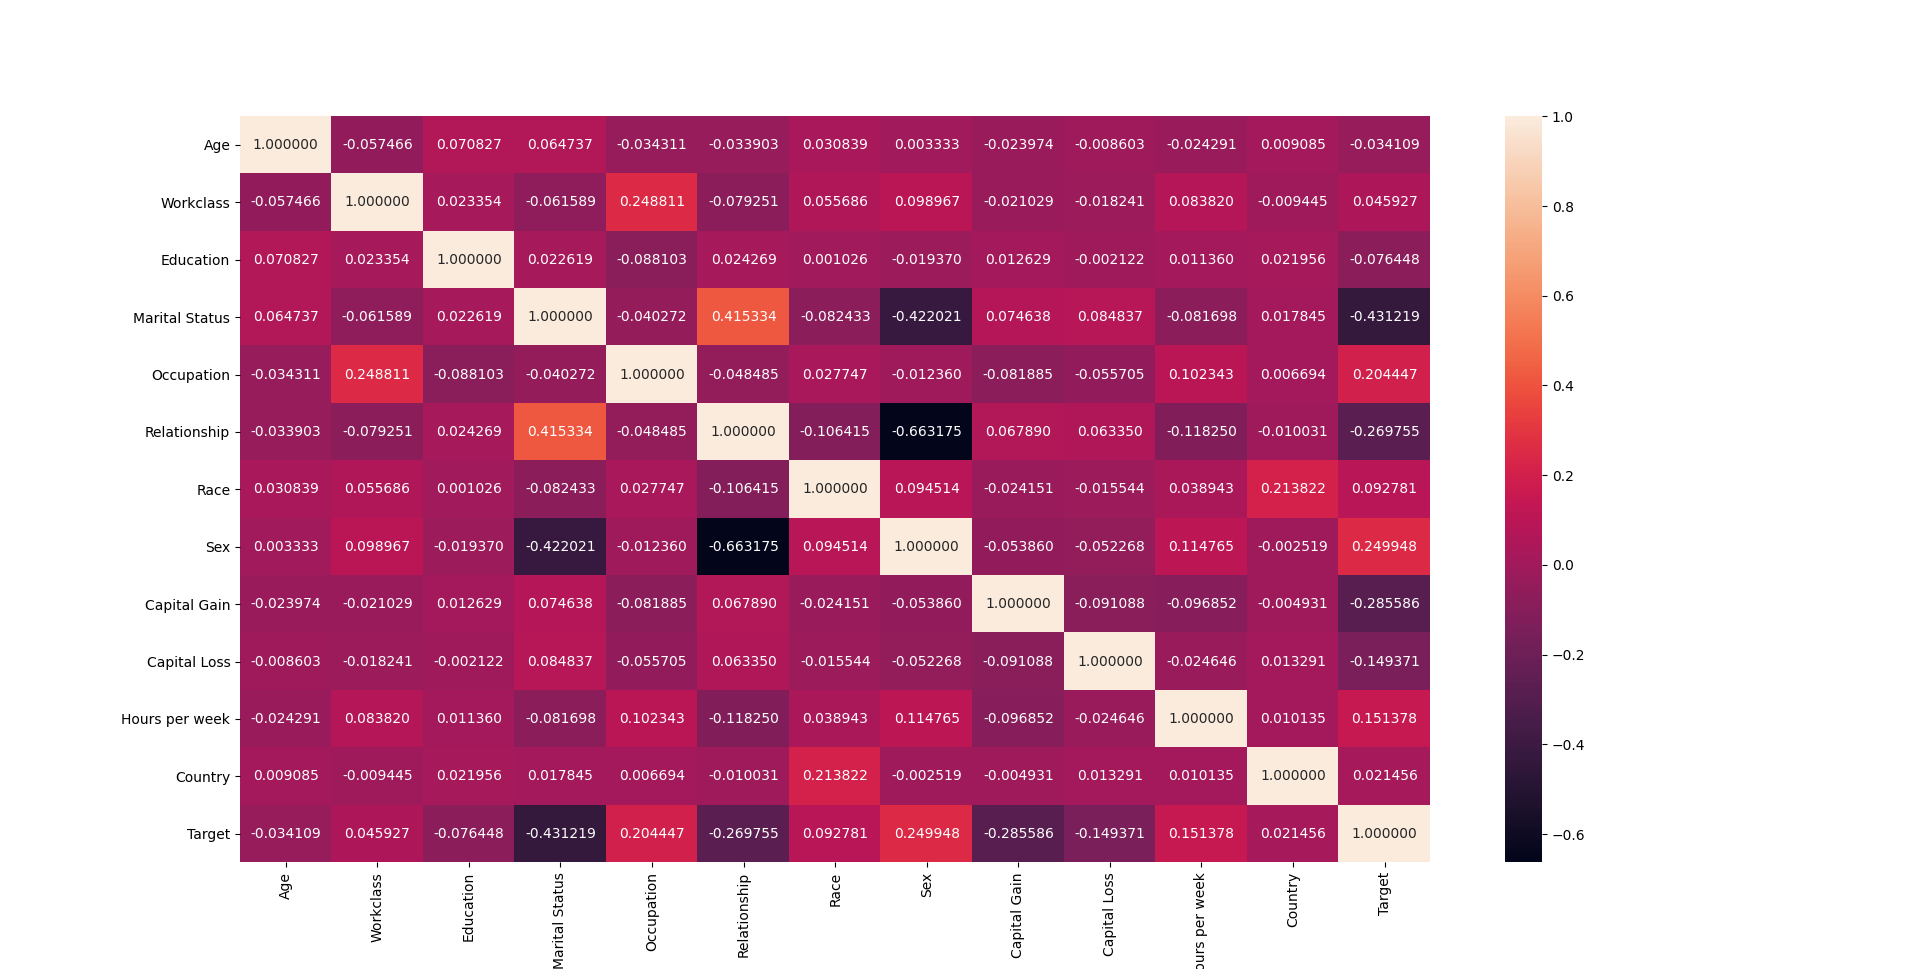 Age 1.000000 -0.057466 0.070827 0.064737 -0.034311 -0.033903 0.030839 0.003333 -0.023974 -0.008603 -0.024291 0.009085 -0.034109
Workclass -0.057466 1.000000 0.023354 -0.061589 0.248811 -0.079251 0.055686 0.098967 -0.021029 -0.018241 0.083820 -0.009445 0.045927
Education 0.070827 0.023354 1.000000 0.022619 -0.088103 0.024269 0.001026 -0.019370 0.012629 -0.002122 0.011360 0.021956 -0.076448
Marital Status 0.064737 -0.061589 0.022619 1.000000 -0.040272 0.415334 -0.082433 -0.422021 0.074638 0.084837 -0.081698 0.017845 -0.431219
Occupation -0.034311 0.248811 -0.088103 -0.040272 1.000000 -0.048485 0.027747 -0.012360 -0.081885 -0.055705 0.102343 0.006694 0.204447
Relationship -0.033903 -0.079251 0.024269 0.415334 -0.048485 1.000000 -0.106415 -0.663175 0.067890 0.063350 -0.118250 -0.010031 -0.269755
Race 0.030839 0.055686 0.001026 -0.082433 0.027747 -0.106415 1.000000 0.094514 -0.024151 -0.015544 0.038943 0.213822 0.092781
Sex 0.003333 0.098967 -0.019370 -0.422021 -0.012360 -0.663175 0.094514 1.000000 -0.053860 -0.052268 0.114765 -0.002519 0.249948
Capital Gain -0.023974 -0.021029 0.012629 0.074638 -0.081885 0.067890 -0.024151 -0.053860 1.000000 -0.091088 -0.096852 -0.004931 -0.285586
Capital Loss -0.008603 -0.018241 -0.002122 0.084837 -0.055705 0.063350 -0.015544 -0.052268 -0.091088 1.000000 -0.024646 0.013291 -0.149371
Hours per week -0.024291 0.083820 0.011360 -0.081698 0.102343 -0.118250 0.038943 0.114765 -0.096852 -0.024646 1.000000 0.010135 0.151378
Country 0.009085 -0.009445 0.021956 0.017845 0.006694 -0.010031 0.213822 -0.002519 -0.004931 0.013291 0.010135 1.000000 0.021456
Target -0.034109 0.045927 -0.076448 -0.431219 0.204447 -0.269755 0.092781 0.249948 -0.285586 -0.149371 0.151378 0.021456 1.000000
Age
Workclass
Education
Marital Status
Occupation
Relationship
Race
Sex
Capital Gain
Capital Loss
ours per week
Country
Target
1.0
0.8
0.6
0.4
0.2
0.0
−0.2
−0.4
−0.6